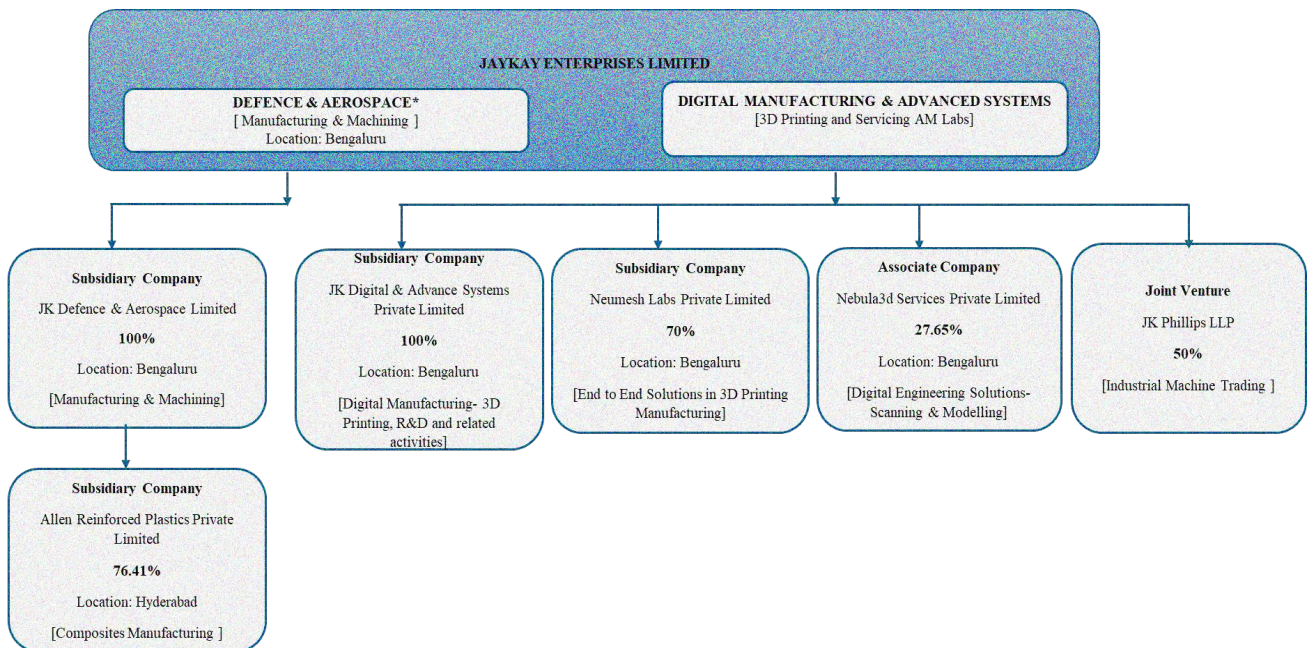 JAYKAY ENTERPRISES LIMITED
DEFENCE & AEROSPACE*
[ Manufacturing & Machining ]
Location: Bengaluru
DIGITAL MANUFACTURING & ADVANCED SYSTEMS
[3D Printing and Servicing AM Labs]
Subsidiary Company
JK Defence & Aerospace Limited
100%
Location: Bengaluru
[Manufacturing & Machining]
Subsidiary Company
JK Digital & Advance Systems
Private Limited
100%
Location: Bengaluru
[Digital Manufacturing- 3D
Printing, R&D and related
activities]
Subsidiary Company
Neumesh Labs Private Limited
70%
Location: Bengaluru
[End to End Solutions in 3D Printing
Manufacturing]
Associate Company
Nebula3d Services Private Limited
27.65%
Location: Bengaluru
[Digital Engineering Solutions-
Scanning & Modelling]
Joint Venture
JK Phillips LLP
50%
[Industrial Machine Trading ]
Subsidiary Company
Allen Reinforced Plastics Private
Limited
76.41%
Location: Hyderabad
[Composites Manufacturing ]